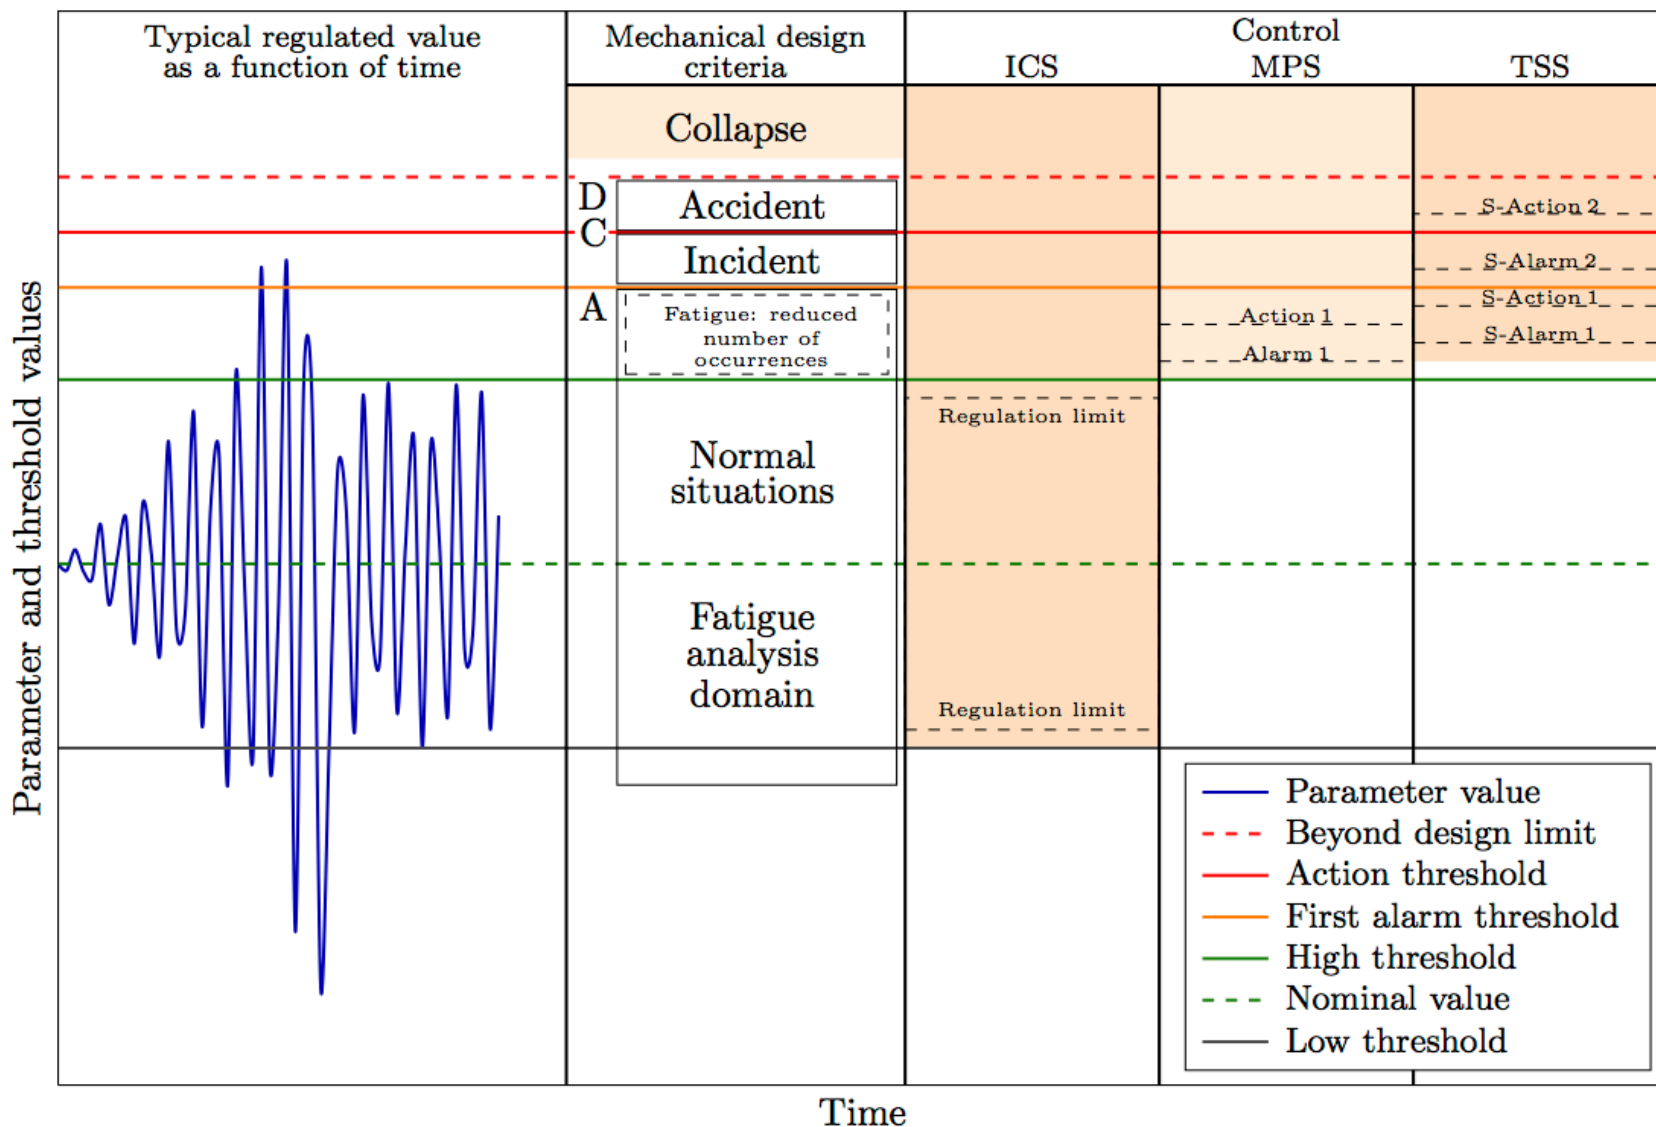 Typical regulated value
as a function of time
Mechanical design
criteria
Control
ICS
MPS
TSS
Collapse
D
Accident
S-Action 2
C
Incident
S-Alarm 2
A
Fatigue: reduced
number of
occurrences
S-Action 1
Action 1
S-Alarm 1
Alarm 1
Regulation limit
Normal
situations
Fatigue
analysis
domain
Regulation limit
Parameter value
Beyond design limit
Action threshold
First alarm threshold
High threshold
Nominal value
Low threshold
Parameter and threshold values
Time